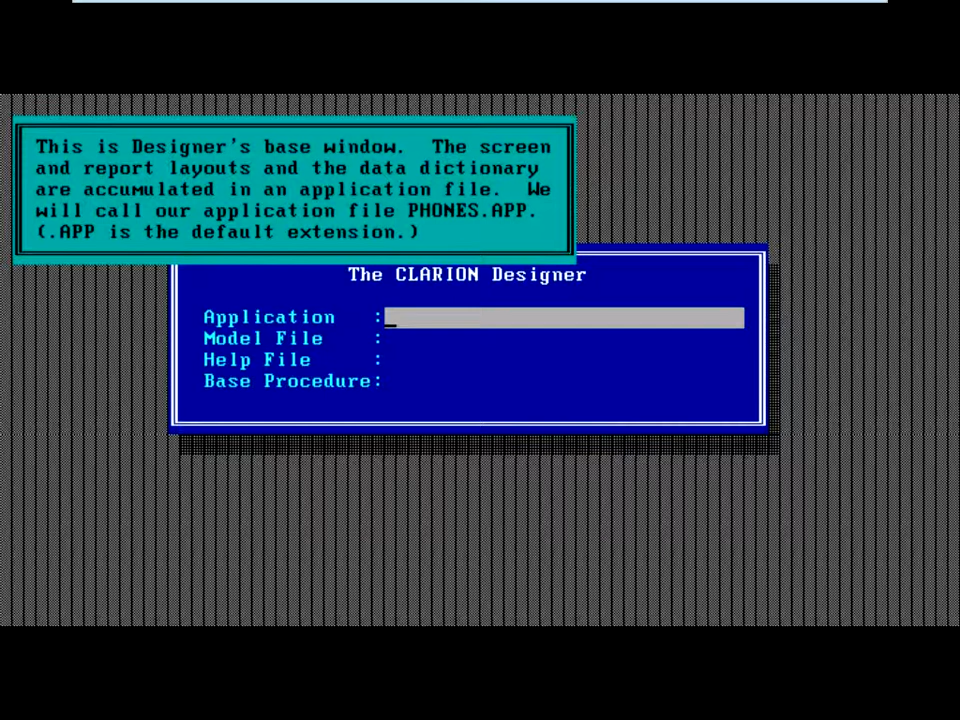 This is Designer's base window.  The screen
and report layouts and the data dictionary
are accumulated in an application file.  We
will call our application file PHONES.APP.
(.APP is the default extension.)
The CLARION Designer
Application   :
Model File    :
Help File     :
Base Procedure: